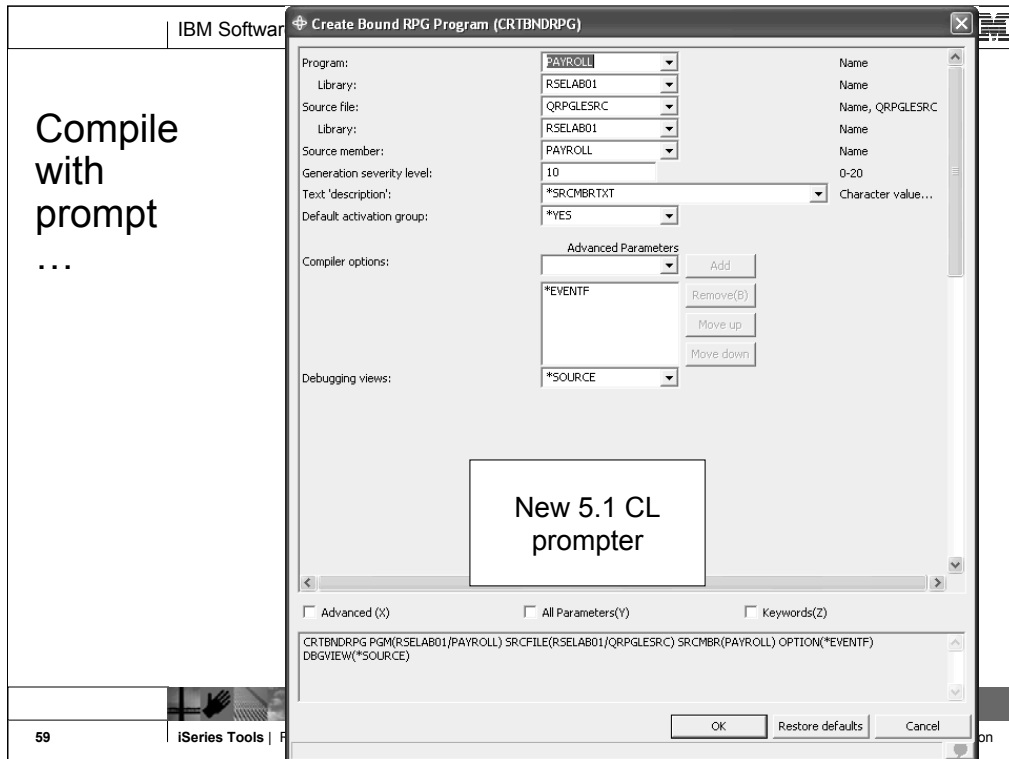 IBM Softwar
Create Bound RPG Program (CRTBNDRPG)
IBM
Compile
with
prompt
…
Program: PAYROLL Name
Library: RSELAB01 Name
Source file: QRPGLESRC Name, QRPGLESRC
Library: RSELAB01 Name
Source member: PAYROLL Name
Generation severity level: 10 0-20
Text 'description': *SRCMBRTXT Character value...
Default activation group: *YES
Advanced Parameters
Compiler options: Add
*EVENTF Remove(B)
Move up
Move down
Debugging views: *SOURCE
New 5.1 CL
prompter
Advanced (X) All Parameters(Y) Keywords(Z)
CRTBNDRPG PGM(RSELAB01/PAYROLL) SRCFILE(RSELAB01/QRPGLESRC) SRCMBR(PAYROLL) OPTION(*EVENTF)
DBGVIEW(*SOURCE)
OK Restore defaults Cancel
59 iSeries Tools | F on